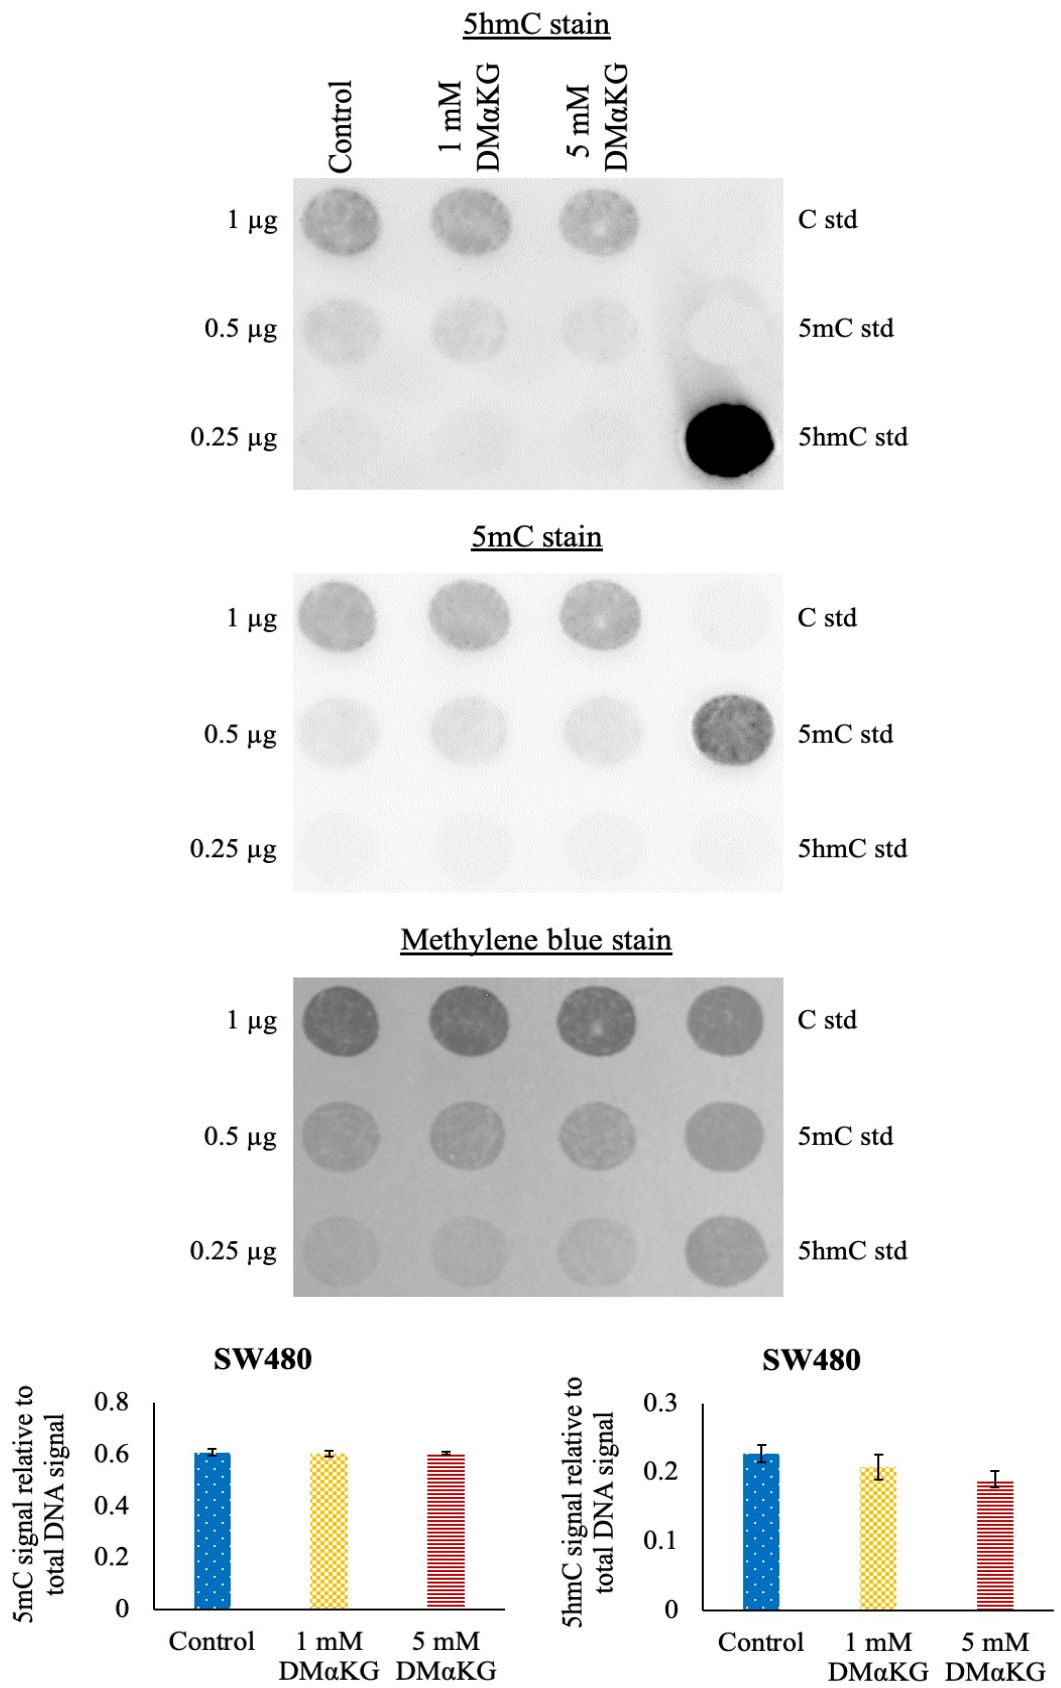 5hmC stain
Control
1 mM
DMαKG
5 mM
DMαKG
1 µg
C std
0.5 µg
5mC std
0.25 µg
5hmC std
5mC stain
1 µg
C std
0.5 µg
5mC std
0.25 µg
5hmC std
Methylene blue stain
1 µg
C std
0.5 µg
5mC std
0.25 µg
5hmC std
SW480
5mC signal relative to
total DNA signal
0.8
0.6
0.4
0.2
0
Control
1 mM
DMαKG
5 mM
DMαKG
SW480
5hmC signal relative to
total DNA signal
0.3
0.2
0.1
0
Control
1 mM
DMαKG
5 mM
DMαKG